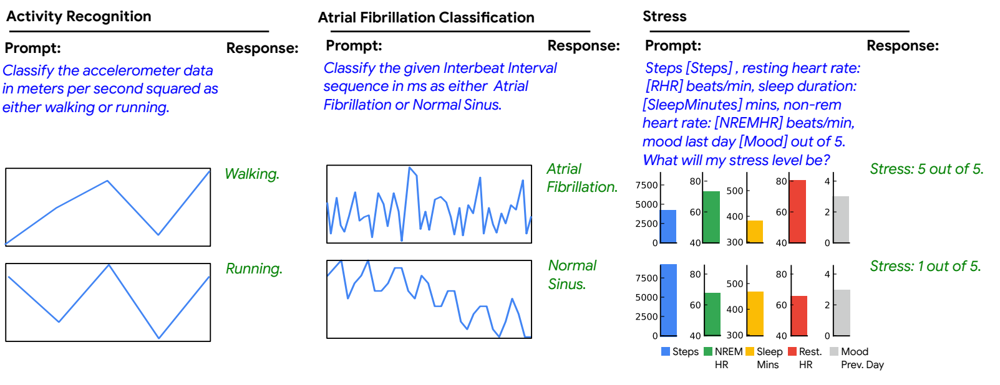 Activity Recognition
Prompt:
Response:
Classify the accelerometer data
in meters per second squared as
either walking or running.
Walking.
Running.
Atrial Fibrillation Classification
Prompt:
Response:
Classify the given Interbeat Interval
sequence in ms as either Atrial
Fibrillation or Normal Sinus.
Atrial
Fibrillation.
Normal
Sinus.
Stress
Prompt:
Response:
Steps [Steps] , resting heart rate:
[RHR] beats/min, sleep duration:
[SleepMinutes] mins, non-rem
heart rate: [NREMHR] beats/min,
mood last day [Mood] out of 5.
What will my stress level be?
Stress: 5 out of 5.
7500
5000
2500
0
80
60
40
500
400
300
80
60
40
4
2
0
Stress: 1 out of 5.
7500
5000
2500
0
80
60
40
500
400
300
80
60
40
4
2
0
Steps
NREM
HR
Sleep
Mins
Rest.
HR
Mood
Prev. Day